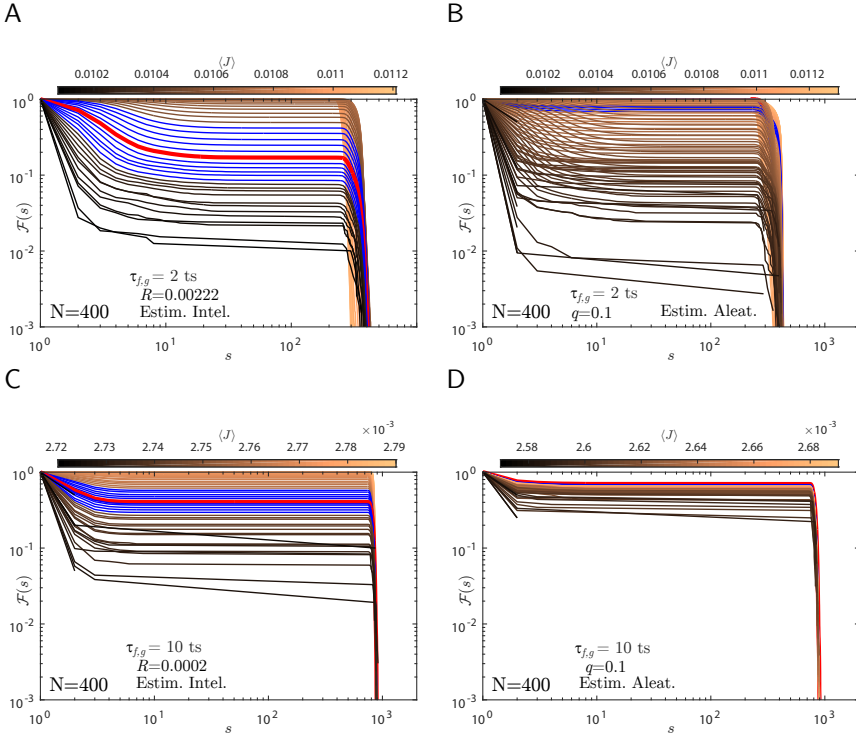 A
⟨J⟩
0.0102 0.0104 0.0106 0.0108 0.011 0.0112
10^0
10^-1
10^-2
10^-3
F(s)
τ_f,g = 2 ts
R=0.00222
N=400 Estim. Intel.
10^0 10^1 10^2
s
B
⟨J⟩
0.0102 0.0104 0.0106 0.0108 0.011 0.0112
10^0
10^-1
10^-2
10^-3
F(s)
τ_f,g = 2 ts
N=400 q=0.1 Estim. Aleat.
10^0 10^1 10^2 10^3
s
C
⟨J⟩ ×10^-3
2.72 2.73 2.74 2.75 2.76 2.77 2.78 2.79
10^0
10^-1
10^-2
10^-3
F(s)
τ_f,g = 10 ts
R=0.0002
N=400 Estim. Intel.
10^0 10^1 10^2 10^3
s
D
⟨J⟩ ×10^-3
2.58 2.6 2.62 2.64 2.66 2.68
10^0
10^-1
10^-2
10^-3
F(s)
τ_f,g = 10 ts
q=0.1
N=400 Estim. Aleat.
10^0 10^1 10^2 10^3
s